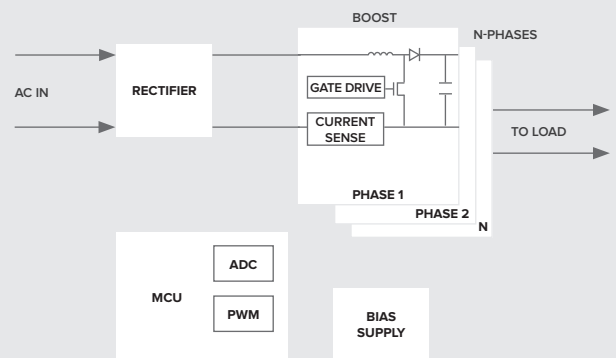 BOOST
N-PHASES
AC IN
RECTIFIER
GATE DRIVE
CURRENT
SENSE
TO LOAD
PHASE 1
PHASE 2
N
MCU
ADC
PWM
BIAS
SUPPLY